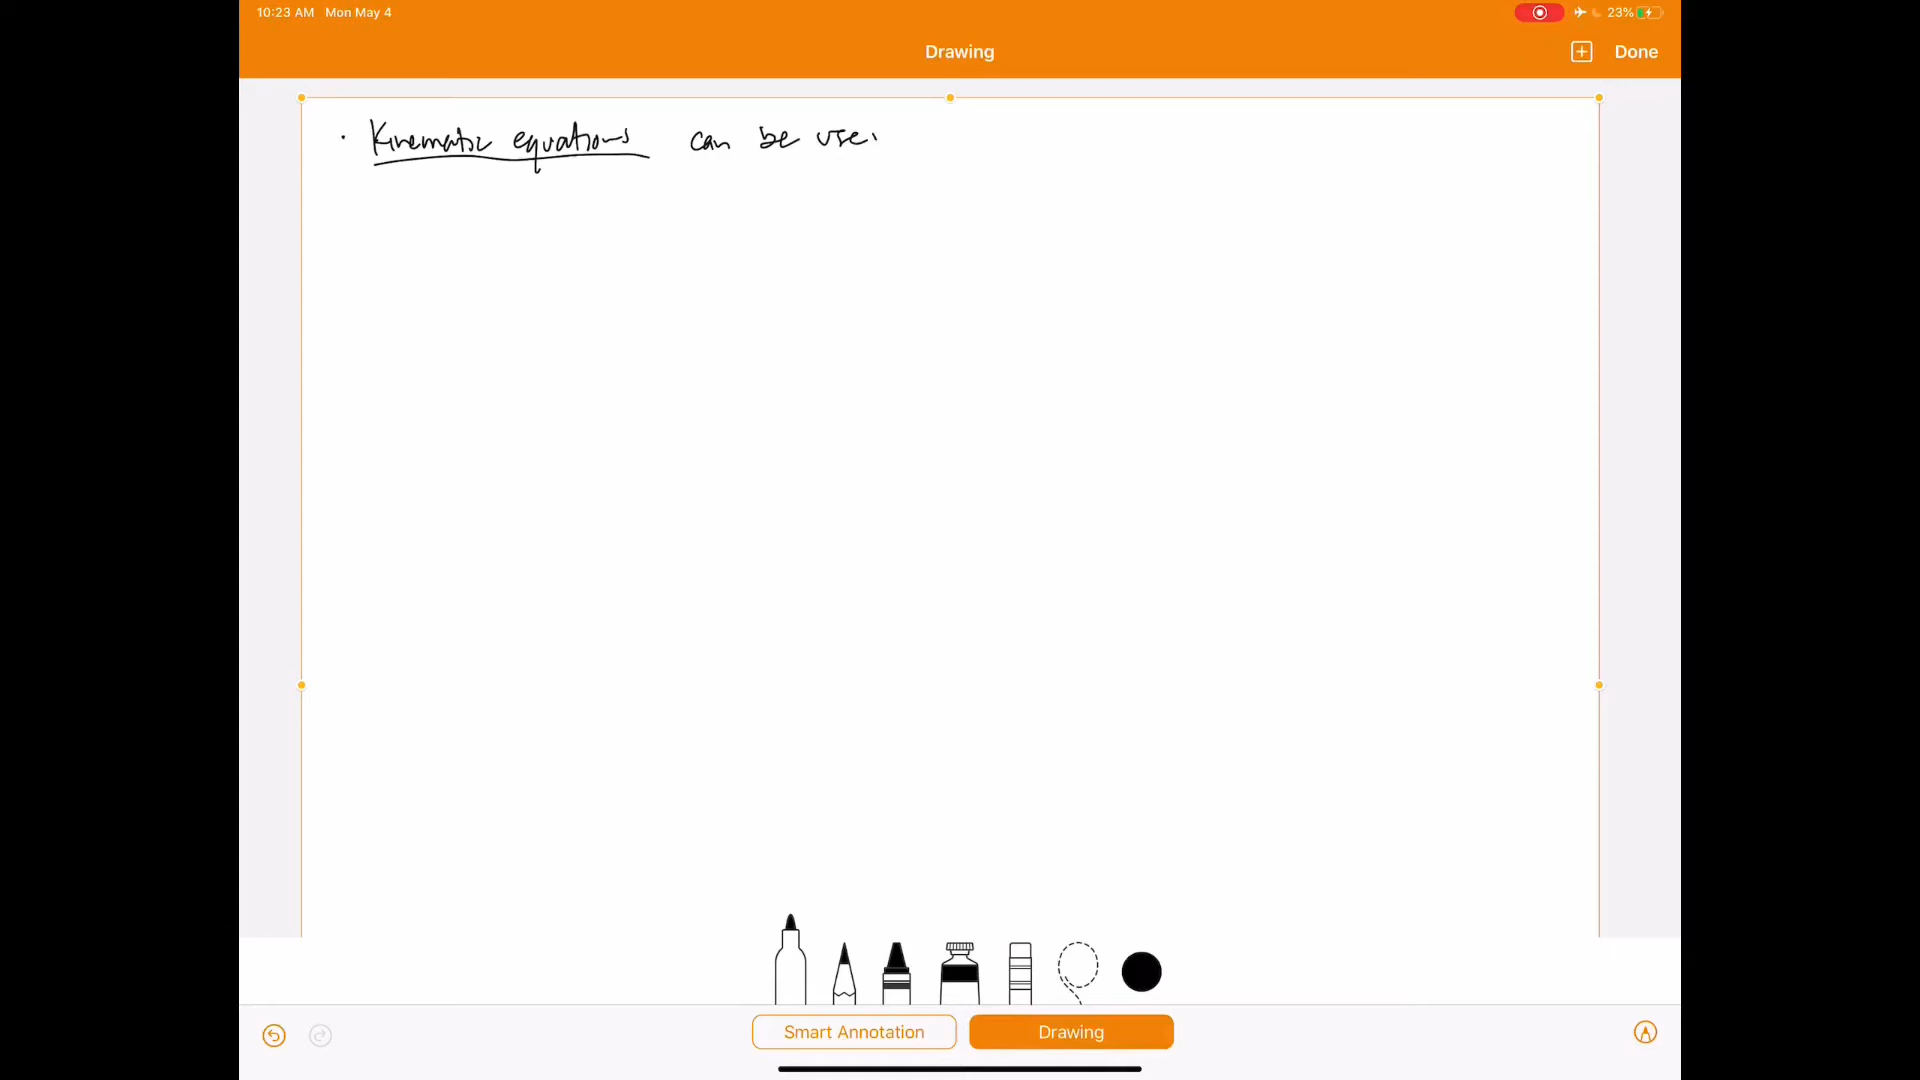 10:23 AM Mon May 4
23%
Drawing
Done
· Kinematic equations can be use
Smart Annotation
Drawing